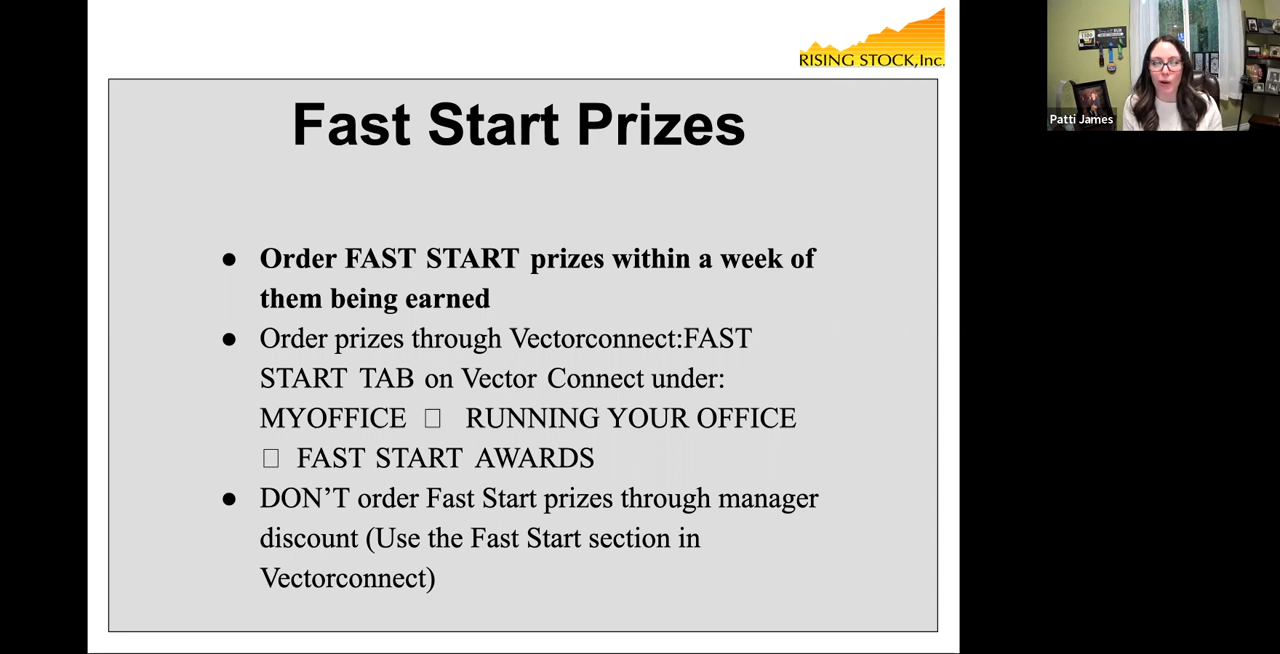 RISING STOCK, Inc.
Fast Start Prizes
● Order FAST START prizes within a week of
them being earned
● Order prizes through Vectorconnect:FAST
START TAB on Vector Connect under:
MYOFFICE □ RUNNING YOUR OFFICE
□ FAST START AWARDS
● DON’T order Fast Start prizes through manager
discount (Use the Fast Start section in
Vectorconnect)
Patti James